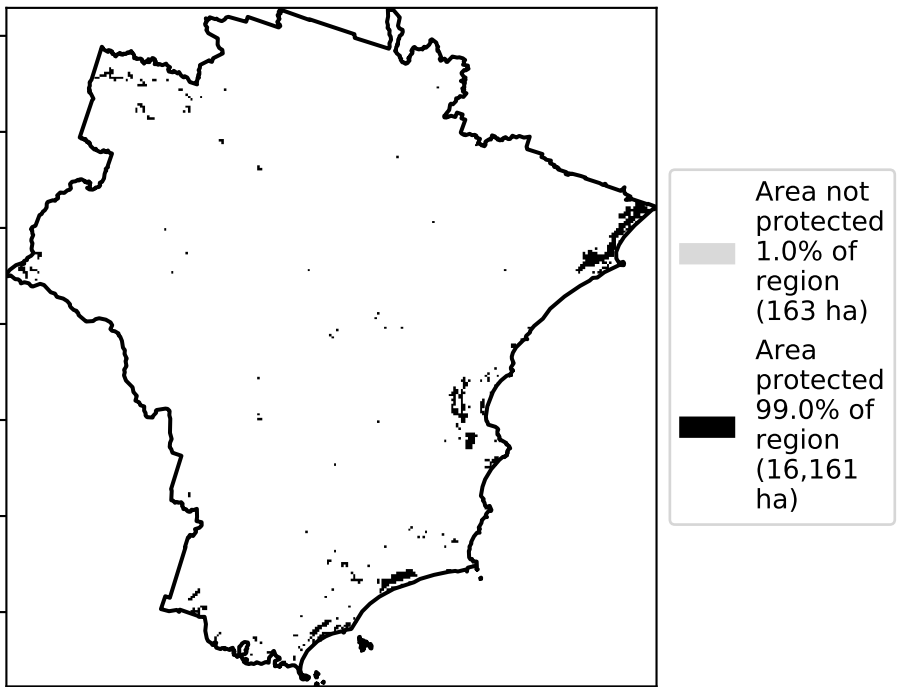 Area not
protected
1.0% of
region
(163 ha)
Area
protected
99.0% of
region
(16,161
ha)